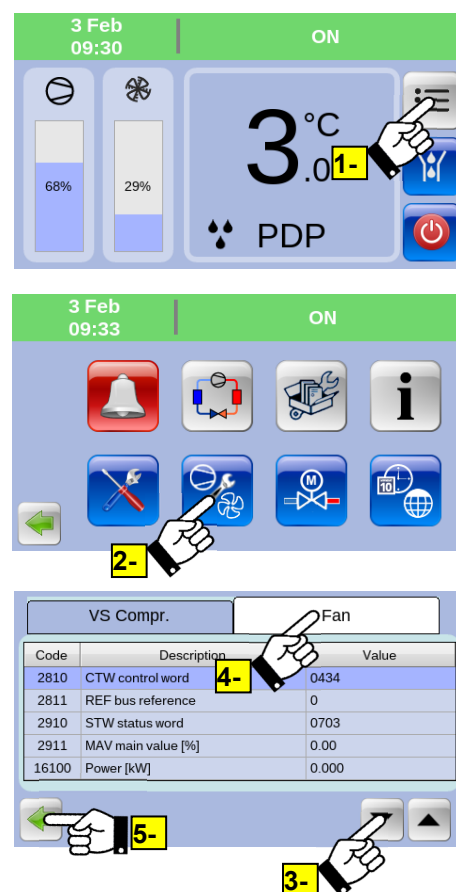 3 Feb
09:30
ON
68%
29%
3.0
°C
1-
PDP
3 Feb
09:33
ON
i
M
10
2-
VS Compr.
Fan
Code Description Value
2810 CTW control word 0434
4-
2811 REF bus reference 0
2910 STW status word 0703
2911 MAV main value [%] 0.00
16100 Power [kW] 0.000
5-
3-